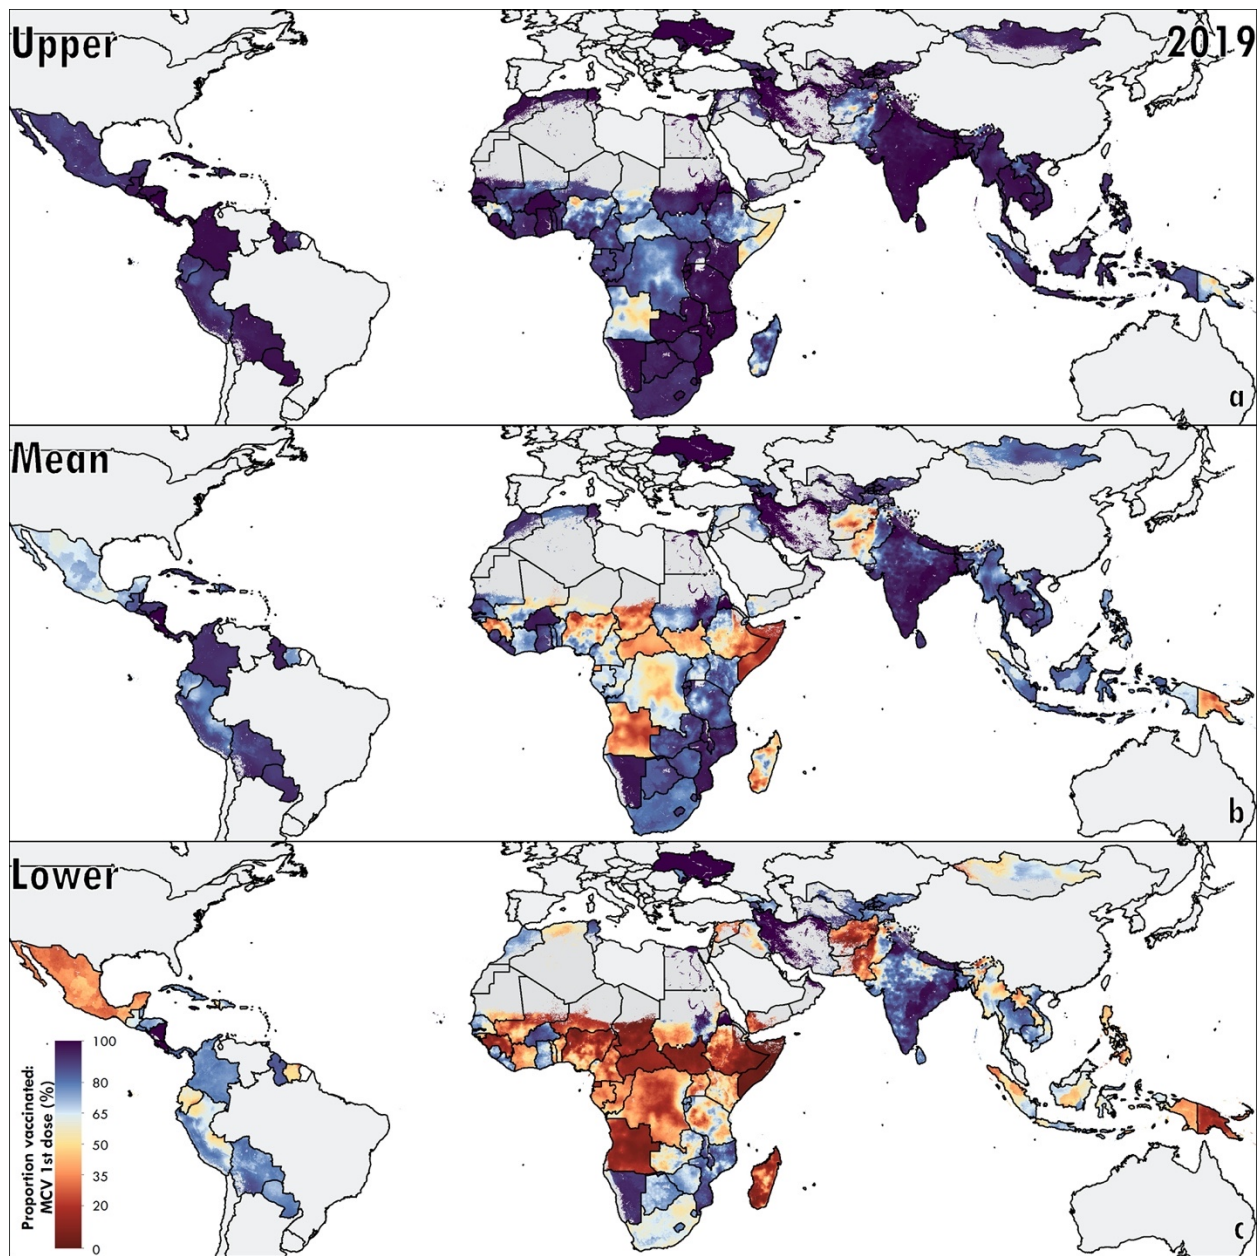 Upper
2019
a
Mean
b
Lower
Proportion vaccinated:
MCV 1st dose (%)
100
80
65
50
35
20
0
c